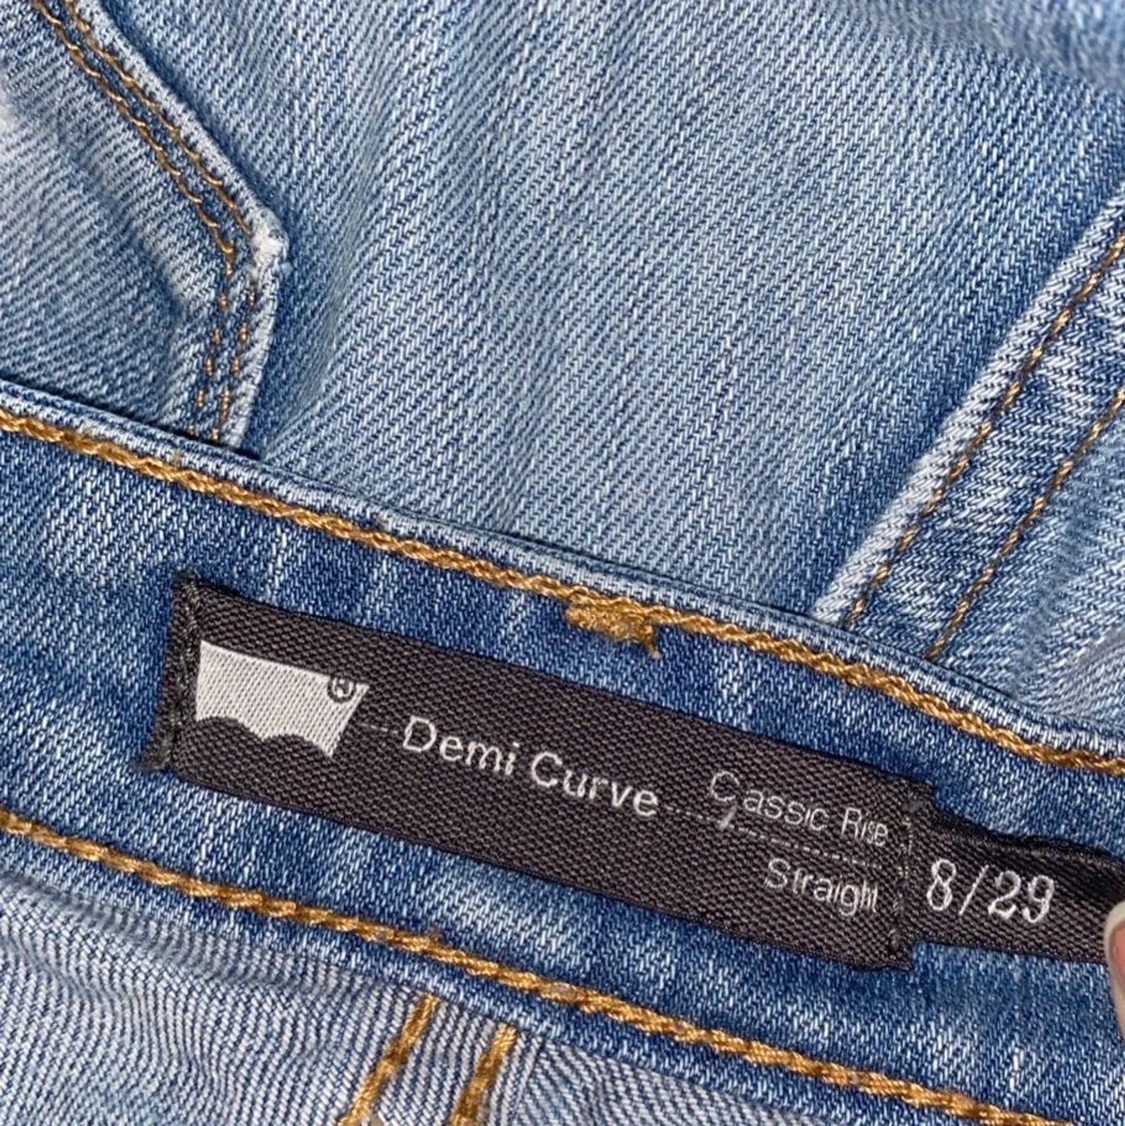 ®
Demi Curve
Classic Rise
Straight
8/29